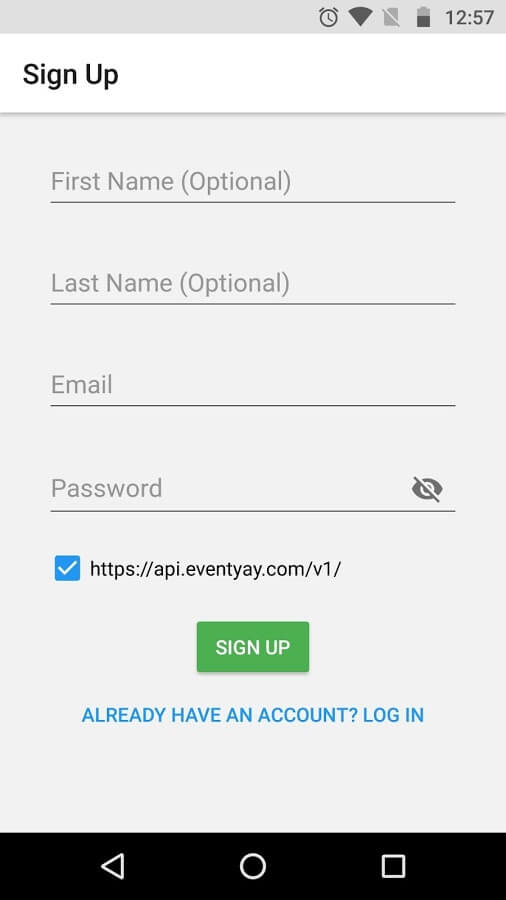 12:57
Sign Up
First Name (Optional)
Last Name (Optional)
Email
Password
https://api.eventyay.com/v1/
SIGN UP
ALREADY HAVE AN ACCOUNT? LOG IN